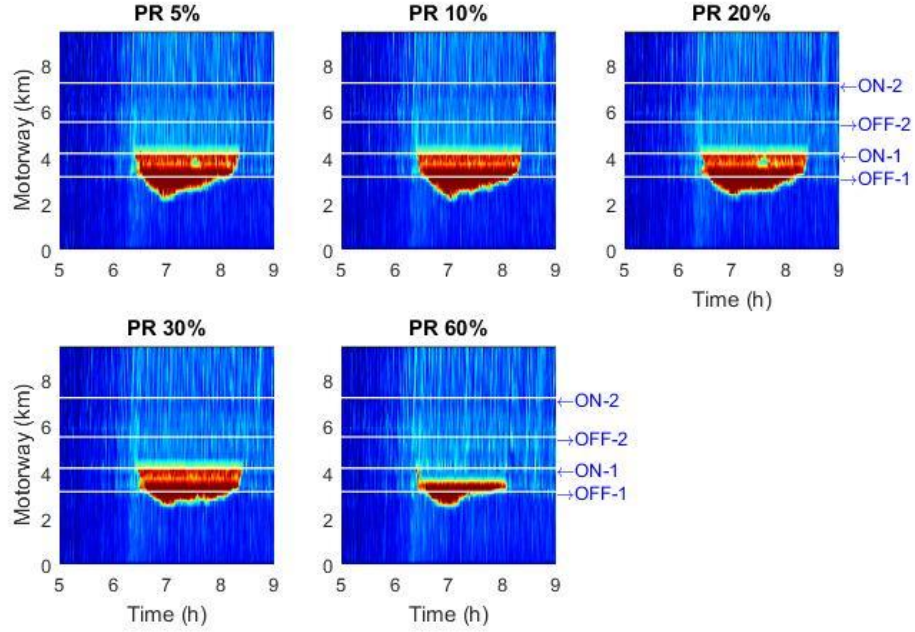 PR 5%
PR 10%
PR 20%
Motorway (km)
8
6
4
2
0
5 6 7 8 9
8
6
4
2
0
5 6 7 8 9
8
6
4
2
0
5 6 7 8 9
Time (h)
←ON-2
→OFF-2
←ON-1
→OFF-1
PR 30%
PR 60%
Motorway (km)
8
6
4
2
0
5 6 7 8 9
Time (h)
8
6
4
2
0
5 6 7 8 9
Time (h)
←ON-2
→OFF-2
←ON-1
→OFF-1